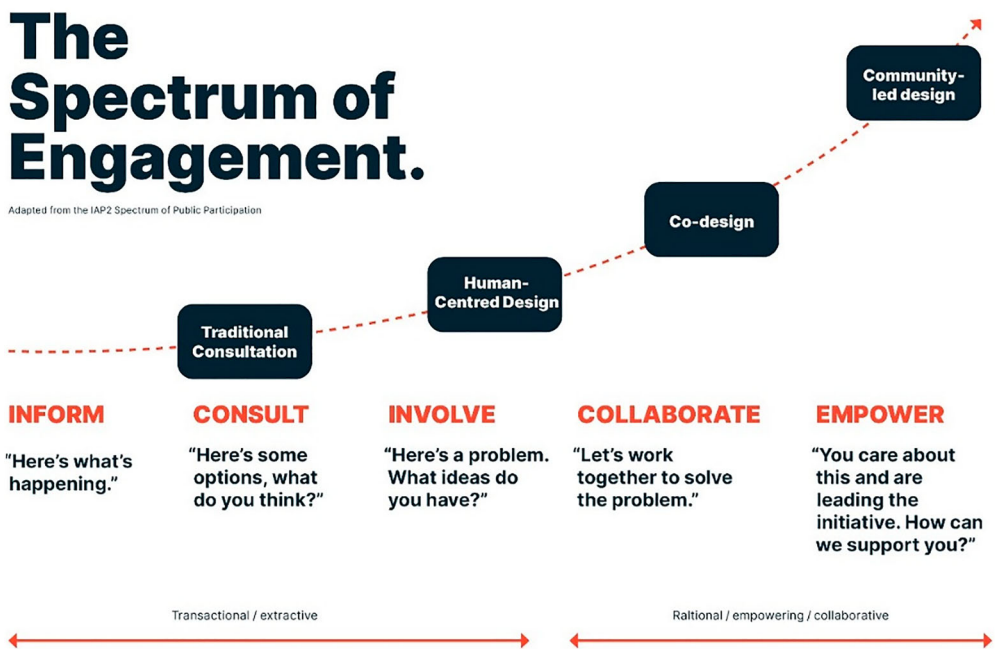 The
Spectrum of
Engagement.
Adapted from the IAP2 Spectrum of Public Participation
Community-
led design
Co-design
Human-
Centred Design
Traditional
Consultation
INFORM
"Here's what's
happening."
CONSULT
"Here's some
options, what
do you think?"
INVOLVE
"Here's a problem.
What ideas do
you have?"
COLLABORATE
"Let's work
together to solve
the problem."
EMPOWER
"You care about
this and are
leading the
initiative. How can
we support you?"
Transactional / extractive
Raltional / empowering / collaborative